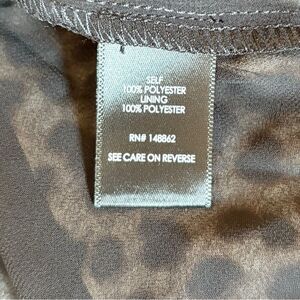 SELF
100% POLYESTER
LINING
100% POLYESTER
RN# 148862
SEE CARE ON REVERSE